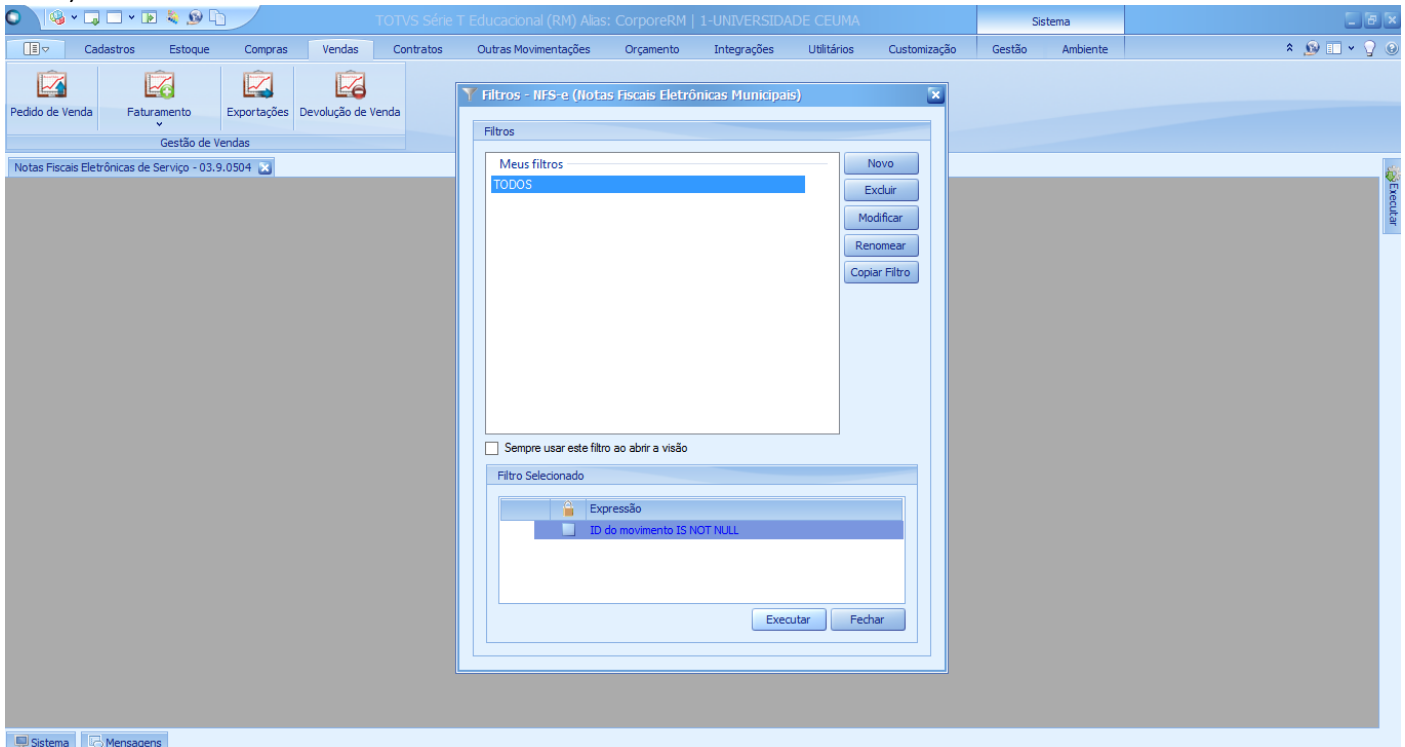 TOTVS Série T Educacional (RM) Alias: CorporeRM | 1-UNIVERSIDADE CEUMA
Sistema
Cadastros Estoque Compras Vendas Contratos Outras Movimentações Orçamento Integrações Utilitários Customização Gestão Ambiente
Pedido de Venda Faturamento Exportações Devolução de Venda
Gestão de Vendas
Notas Fiscais Eletrônicas de Serviço - 03.9.0504
Executar
Filtros - NFS-e (Notas Fiscais Eletrônicas Municipais)
Filtros
Meus filtros
TODOS
Novo
Excluir
Modificar
Renomear
Copiar Filtro
Sempre usar este filtro ao abrir a visão
Filtro Selecionado
Expressão
ID do movimento IS NOT NULL
Executar Fechar
Sistema Mensagens